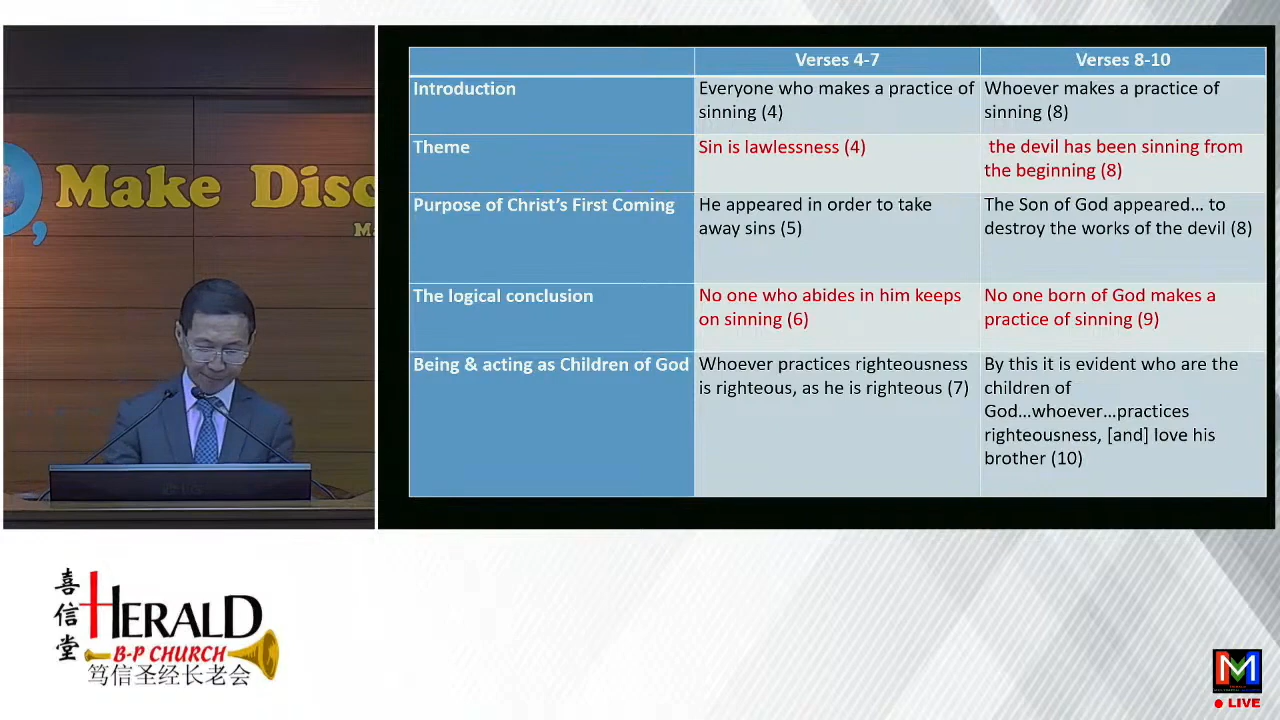 Make Disc
M
Verses 4-7
Verses 8-10
Introduction
Everyone who makes a practice of
sinning (4)
Whoever makes a practice of
sinning (8)
Theme
Sin is lawlessness (4)
the devil has been sinning from
the beginning (8)
Purpose of Christ’s First Coming
He appeared in order to take
away sins (5)
The Son of God appeared… to
destroy the works of the devil (8)
The logical conclusion
No one who abides in him keeps
on sinning (6)
No one born of God makes a
practice of sinning (9)
Being & acting as Children of God
Whoever practices righteousness
is righteous, as he is righteous (7)
By this it is evident who are the
children of
God…whoever…practices
righteousness, [and] love his
brother (10)
喜信堂
HERALD
B-P CHURCH
笃信圣经长老会
M
LIVE